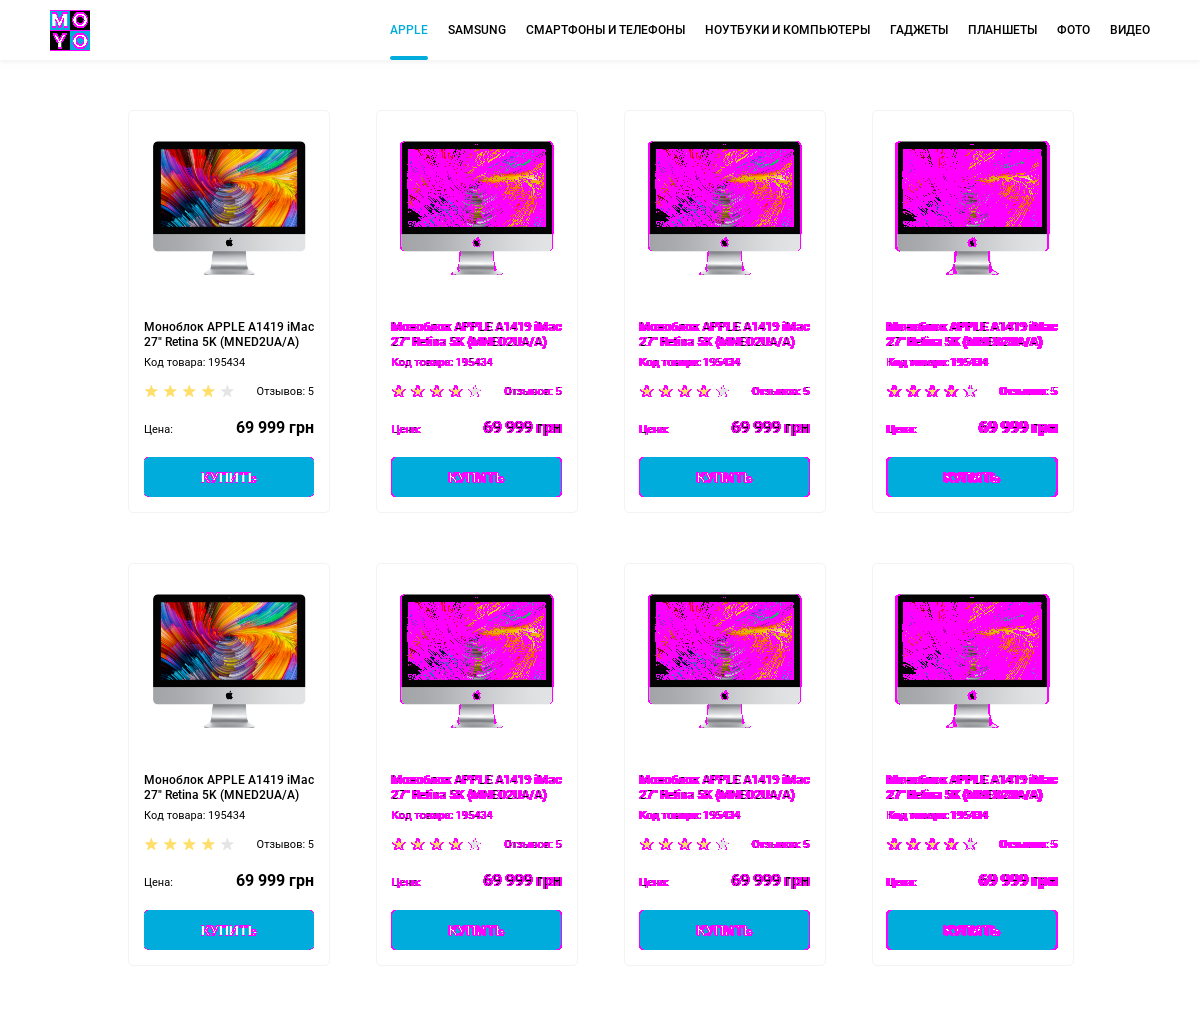 MO
YO
APPLE SAMSUNG СМАРТФОНЫ И ТЕЛЕФОНЫ НОУТБУКИ И КОМПЬЮТЕРЫ ГАДЖЕТЫ ПЛАНШЕТЫ ФОТО ВИДЕО
Моноблок APPLE A1419 iMac
27" Retina 5K (MNED2UA/A)
Код товара: 195434
Отзывов: 5
Цена: 69 999 грн
КУПИТЬ
Моноблок APPLE A1419 iMac
27" Retina 5K (MNED2UA/A)
Код товара: 195434
Отзывов: 5
Цена: 69 999 грн
КУПИТЬ
Моноблок APPLE A1419 iMac
27" Retina 5K (MNED2UA/A)
Код товара: 195434
Отзывов: 5
Цена: 69 999 грн
КУПИТЬ
Моноблок APPLE A1419 iMac
27" Retina 5K (MNED2UA/A)
Код товара: 195434
Отзывов: 5
Цена: 69 999 грн
КУПИТЬ
Моноблок APPLE A1419 iMac
27" Retina 5K (MNED2UA/A)
Код товара: 195434
Отзывов: 5
Цена: 69 999 грн
КУПИТЬ
Моноблок APPLE A1419 iMac
27" Retina 5K (MNED2UA/A)
Код товара: 195434
Отзывов: 5
Цена: 69 999 грн
КУПИТЬ
Моноблок APPLE A1419 iMac
27" Retina 5K (MNED2UA/A)
Код товара: 195434
Отзывов: 5
Цена: 69 999 грн
КУПИТЬ
Моноблок APPLE A1419 iMac
27" Retina 5K (MNED2UA/A)
Код товара: 195434
Отзывов: 5
Цена: 69 999 грн
КУПИТЬ